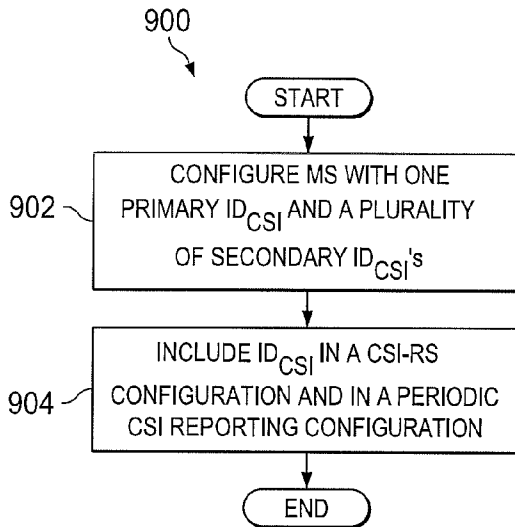 900
START
902
CONFIGURE MS WITH ONE
PRIMARY ID_CSI AND A PLURALITY
OF SECONDARY ID_CSI's
904
INCLUDE ID_CSI IN A CSI-RS
CONFIGURATION AND IN A PERIODIC
CSI REPORTING CONFIGURATION
END